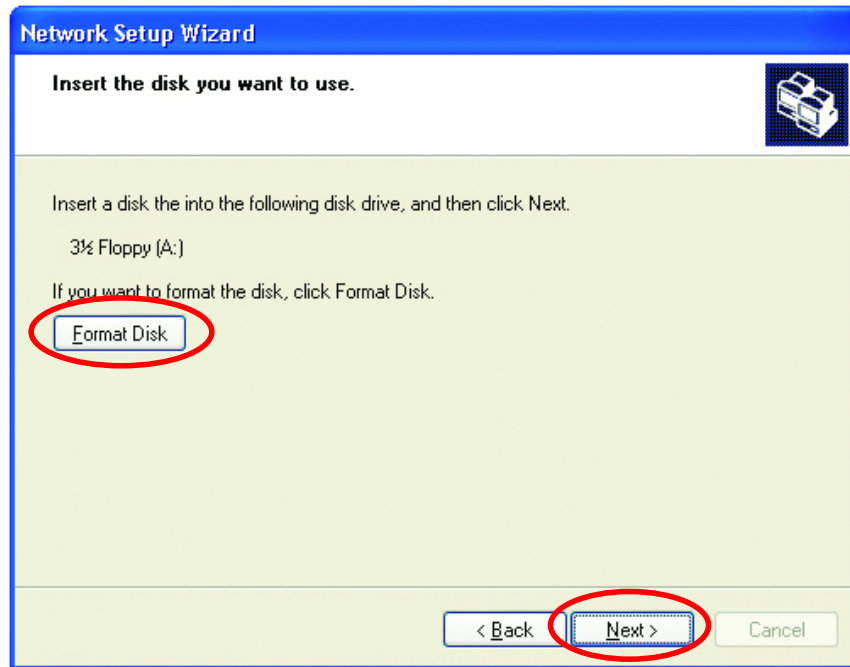 Network Setup Wizard
Insert the disk you want to use.
Insert a disk the into the following disk drive, and then click Next.
3½ Floppy (A:)
If you want to format the disk, click Format Disk.
Format Disk
< Back Next > Cancel